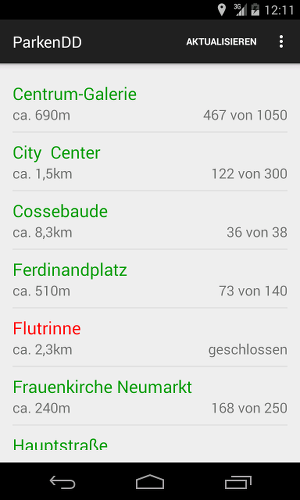 3G 12:11
ParkenDD AKTUALISIEREN
Centrum-Galerie
ca. 690m 467 von 1050
City  Center
ca. 1,5km 122 von 300
Cossebaude
ca. 8,3km 36 von 38
Ferdinandplatz
ca. 510m 73 von 140
Flutrinne
ca. 2,3km geschlossen
Frauenkirche Neumarkt
ca. 240m 168 von 250
Hauptstraße